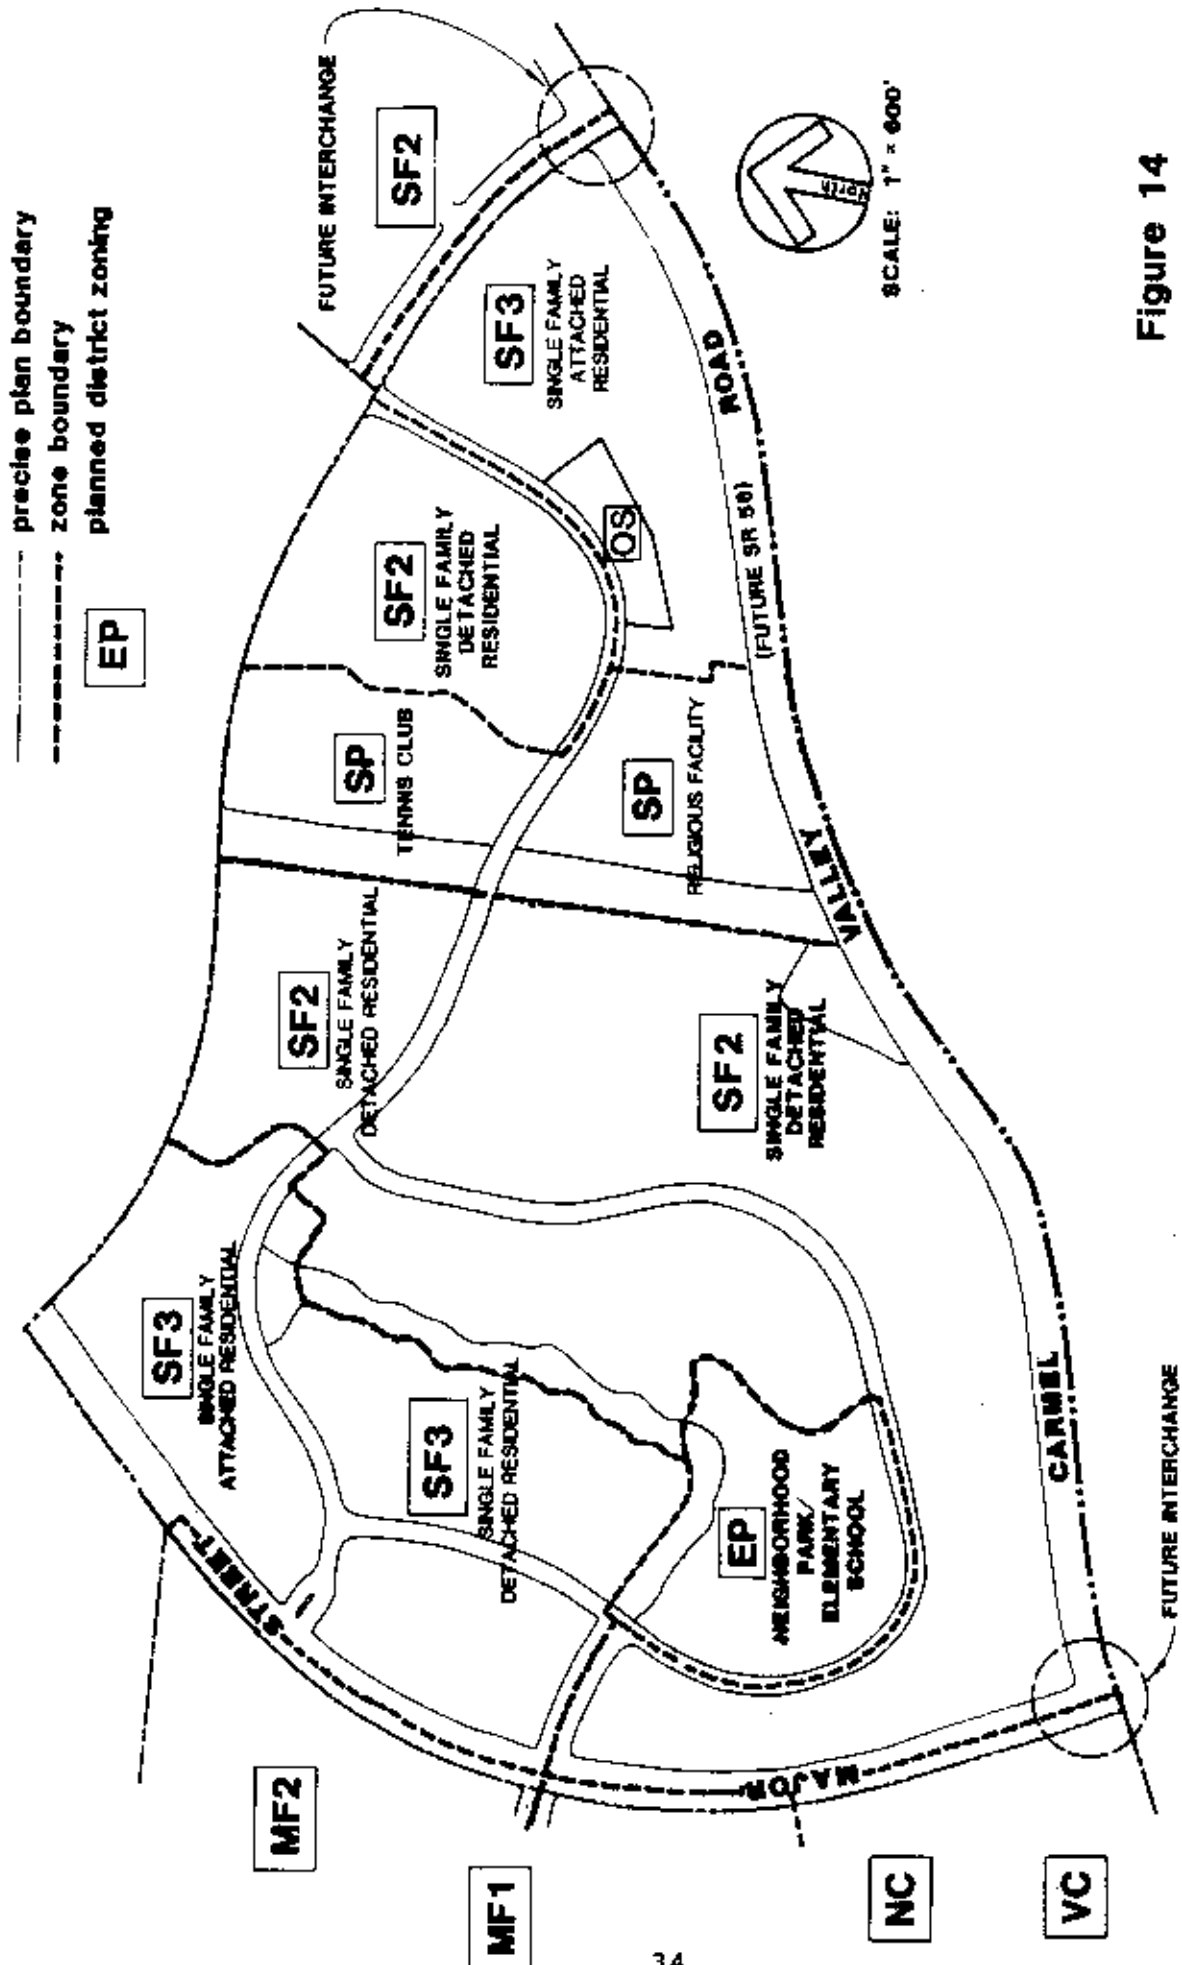 precise plan boundary
zone boundary
EP
planned district zoning
FUTURE INTERCHANGE
SF2
SF3
SINGLE FAMILY
ATTACHED
RESIDENTIAL
SF2
SINGLE FAMILY
DETACHED
RESIDENTIAL
OS
SP
TENNIS CLUB
SP
RELIGIOUS FACILITY
SF2
SINGLE FAMILY
DETACHED RESIDENTIAL
SF2
SINGLE FAMILY
DETACHED
RESIDENTIAL
SF3
SINGLE FAMILY
ATTACHED RESIDENTIAL
SF3
SINGLE FAMILY
DETACHED RESIDENTIAL
EP
NEIGHBORHOOD
PARK/
ELEMENTARY
SCHOOL
MAJOR
STREET
CARMEL
VALLEY
ROAD
(FUTURE SR 56)
FUTURE INTERCHANGE
MF2
MF1
NC
VC
North
SCALE: 1" = 600'
Figure 14
34